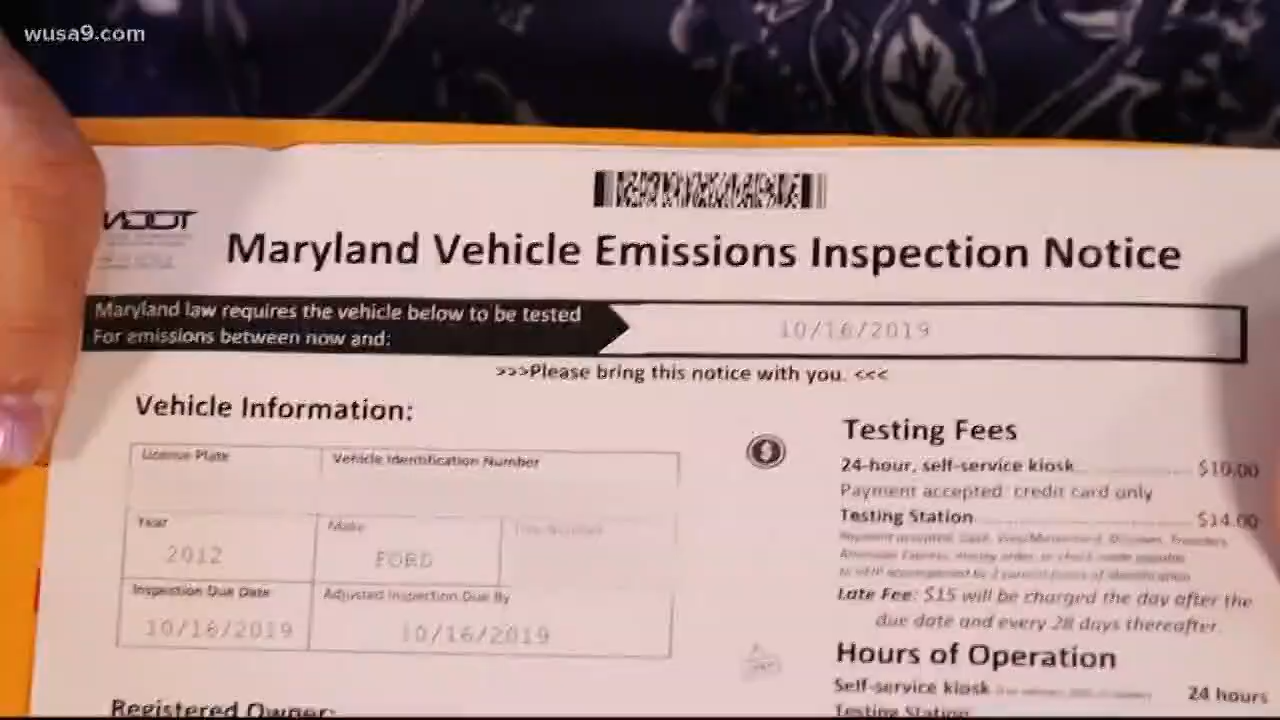 wusa9.com
MDOT
Maryland Vehicle Emissions Inspection Notice
Maryland law requires the vehicle below to be tested
For emissions between now and:
10/16/2019
>>>Please bring this notice with you. <<<
Vehicle Information:
License Plate
Vehicle Identification Number
Year
Make
2012
FORD
Inspection Due Date
Adjusted Inspection Due By
10/16/2019
10/16/2019
Registered Owner:
Testing Fees
24-hour, self-service kiosk $10.00
Payment accepted: credit card only
Testing Station $14.00
Late Fee: $15 will be charged the day after the
due date and every 28 days thereafter.
Hours of Operation
Self-service kiosk 24 hours
Testing Station